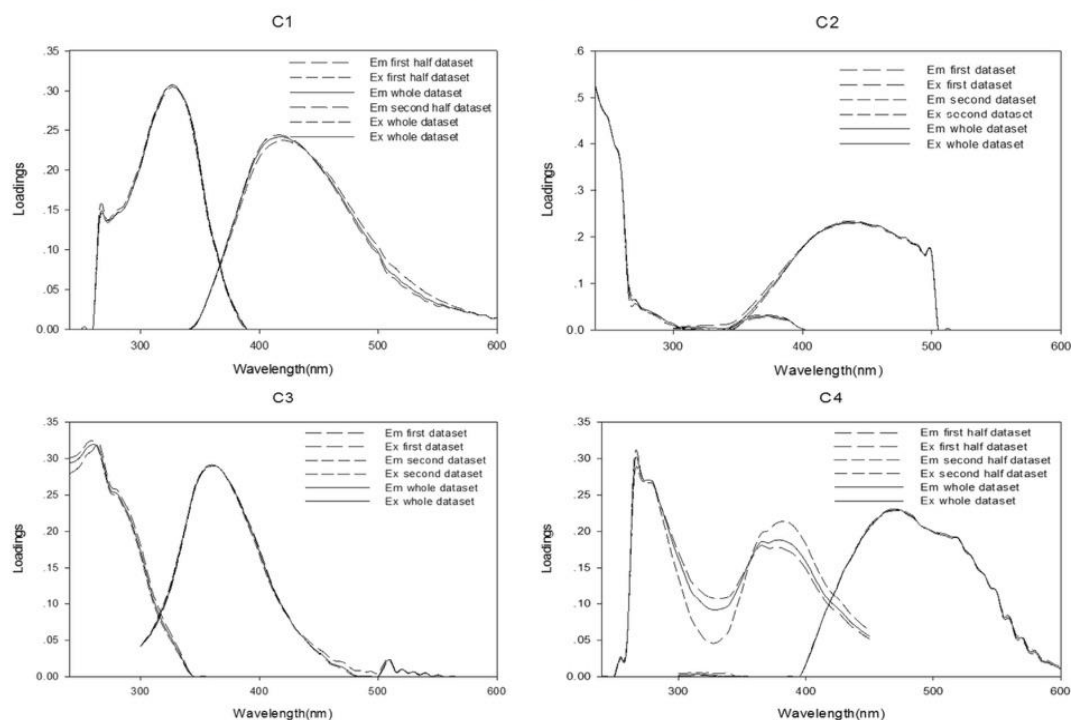 C1
.35
.30
.25
.20
.15
.10
.05
0.00
Loadings
300
400
500
600
Wavelength(nm)
Em first half dataset
Ex first half dataset
Em whole dataset
Em second half dataset
Ex whole dataset
Ex whole dataset
C2
.6
.5
.4
.3
.2
.1
0.0
Loadings
300
400
500
600
Wavelength(nm)
Em first dataset
Ex first dataset
Em second dataset
Ex second dataset
Em whole dataset
Ex whole dataset
C3
.35
.30
.25
.20
.15
.10
.05
0.00
Loadings
300
400
500
600
Wavelength(nm)
Em first dataset
Ex first dataset
Em second dataset
Ex second dataset
Em whole dataset
Ex whole dataset
C4
.35
.30
.25
.20
.15
.10
.05
0.00
Loadings
300
400
500
600
Wavelength(nm)
Em first half dataset
Ex first half dataset
Em second half dataset
Ex second half dataset
Em whole dataset
Ex whole dataset